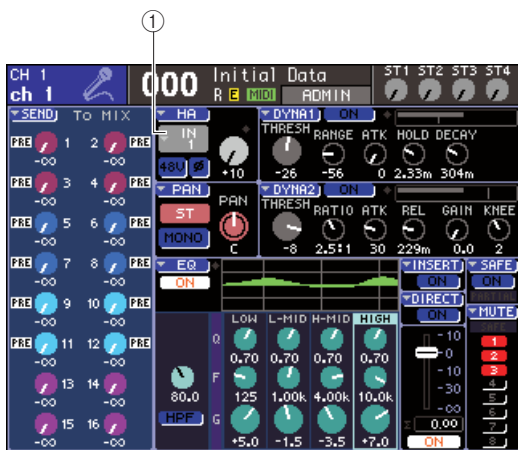 ①
CH 1
ch 1
000
Initial Data
R E MIDI ADMIN
ST1 ST2 ST3 ST4
SEND To MIX
PRE 1 2 PRE
-∞ -∞
PRE 3 4 PRE
-∞ -∞
PRE 5 6 PRE
-∞ -∞
PRE 7 8 PRE
-∞ -∞
PRE 9 10 PRE
-∞ -∞
PRE 11 12 PRE
-∞ -∞
13 14
-∞ -∞
15 16
-∞ -∞
HA
IN
1
48V Ø
+10
DYNA1 ON
THRESH RANGE ATK HOLD DECAY
-26 -56 0 2.33m 304m
PAN
ST
MONO
PAN
C
DYNA2 ON
THRESH RATIO ATK REL GAIN KNEE
-8 2.5:1 30 229m 0.0 2
EQ
ON
LOW L-MID H-MID HIGH
Q 0.70 0.70 0.70 0.70
80.0
F 125 1.00k 4.00k 10.0k
HPF
G +5.0 -1.5 -3.5 +7.0
INSERT
ON
DIRECT
ON
-10
-0
-10
-30
-∞
Σ 0.00
ON
SAFE
ON
PARTIAL
MUTE
SAFE
1
2
3
4
5
6
7
8